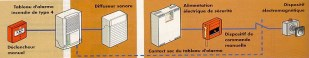 Tableau d'alarme
incendie de type 4
Diffuseur sonore
Alimentation
électrique de sécurité
Dispositif
électromagnétique
Déclencheur
manuel
Dispositif de
commande
manuelle
Contact sur du tableau d'alarme